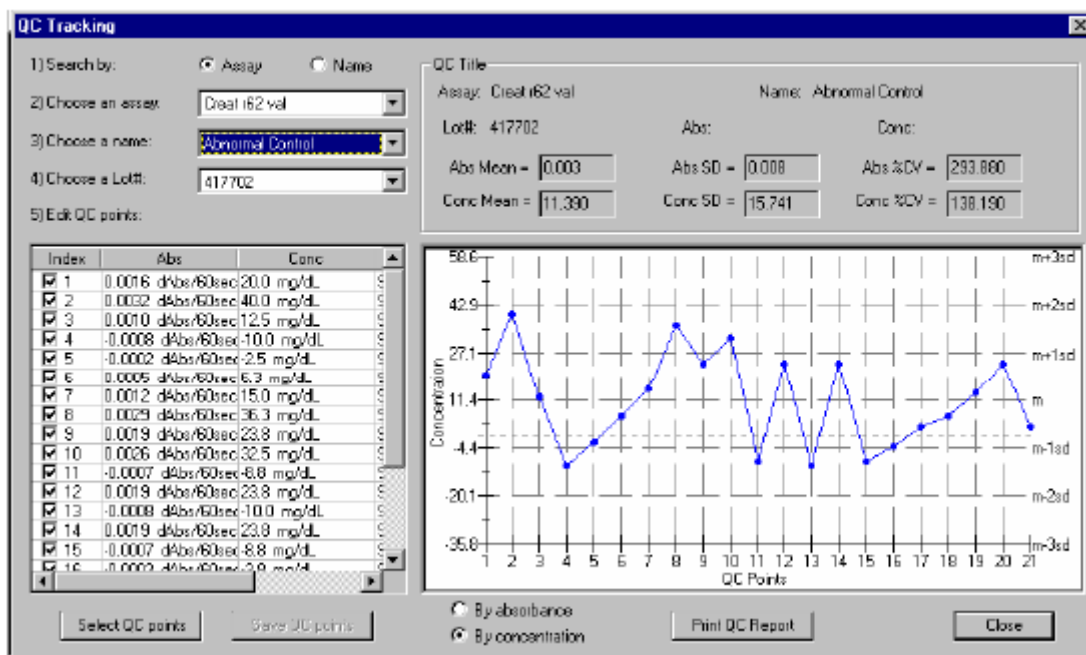 QC Tracking
1) Search by: Assay Name
2) Choose an assay: Creat r62 val
3) Choose a name: Abnormal Control
4) Choose a Lot#: 417702
5) Edit QC points:
QC Title
Assay: Creat r62 val Name: Abnormal Control
Lot#: 417702 Abs: Conc:
Abs Mean = 0.003 Abs SD = 0.008 Abs %CV = 293.880
Conc Mean = 11.390 Conc SD = 15.741 Conc %CV = 138.190
Index Abs Conc
1 0.0016 dAbs/60sec 20.0 mg/dL
2 0.0032 dAbs/60sec 40.0 mg/dL
3 0.0010 dAbs/60sec 12.5 mg/dL
4 -0.0008 dAbs/60sec -10.0 mg/dL
5 -0.0002 dAbs/60sec -2.5 mg/dL
6 0.0005 dAbs/60sec 6.3 mg/dL
7 0.0012 dAbs/60sec 15.0 mg/dL
8 0.0029 dAbs/60sec 36.3 mg/dL
9 0.0019 dAbs/60sec 23.8 mg/dL
10 0.0026 dAbs/60sec 32.5 mg/dL
11 -0.0007 dAbs/60sec -8.8 mg/dL
12 0.0019 dAbs/60sec 23.8 mg/dL
13 -0.0008 dAbs/60sec -10.0 mg/dL
14 0.0019 dAbs/60sec 23.8 mg/dL
15 -0.0007 dAbs/60sec -8.8 mg/dL
58.6 m+3sd
42.9 m+2sd
27.1 m+1sd
11.4 m
-4.4 m-1sd
-20.1 m-2sd
-35.8 m-3sd
Concentration
1 2 3 4 5 6 7 8 9 10 11 12 13 14 15 16 17 18 19 20 21
QC Points
Select QC points Save QC points
By absorbance
By concentration
Print QC Report Close